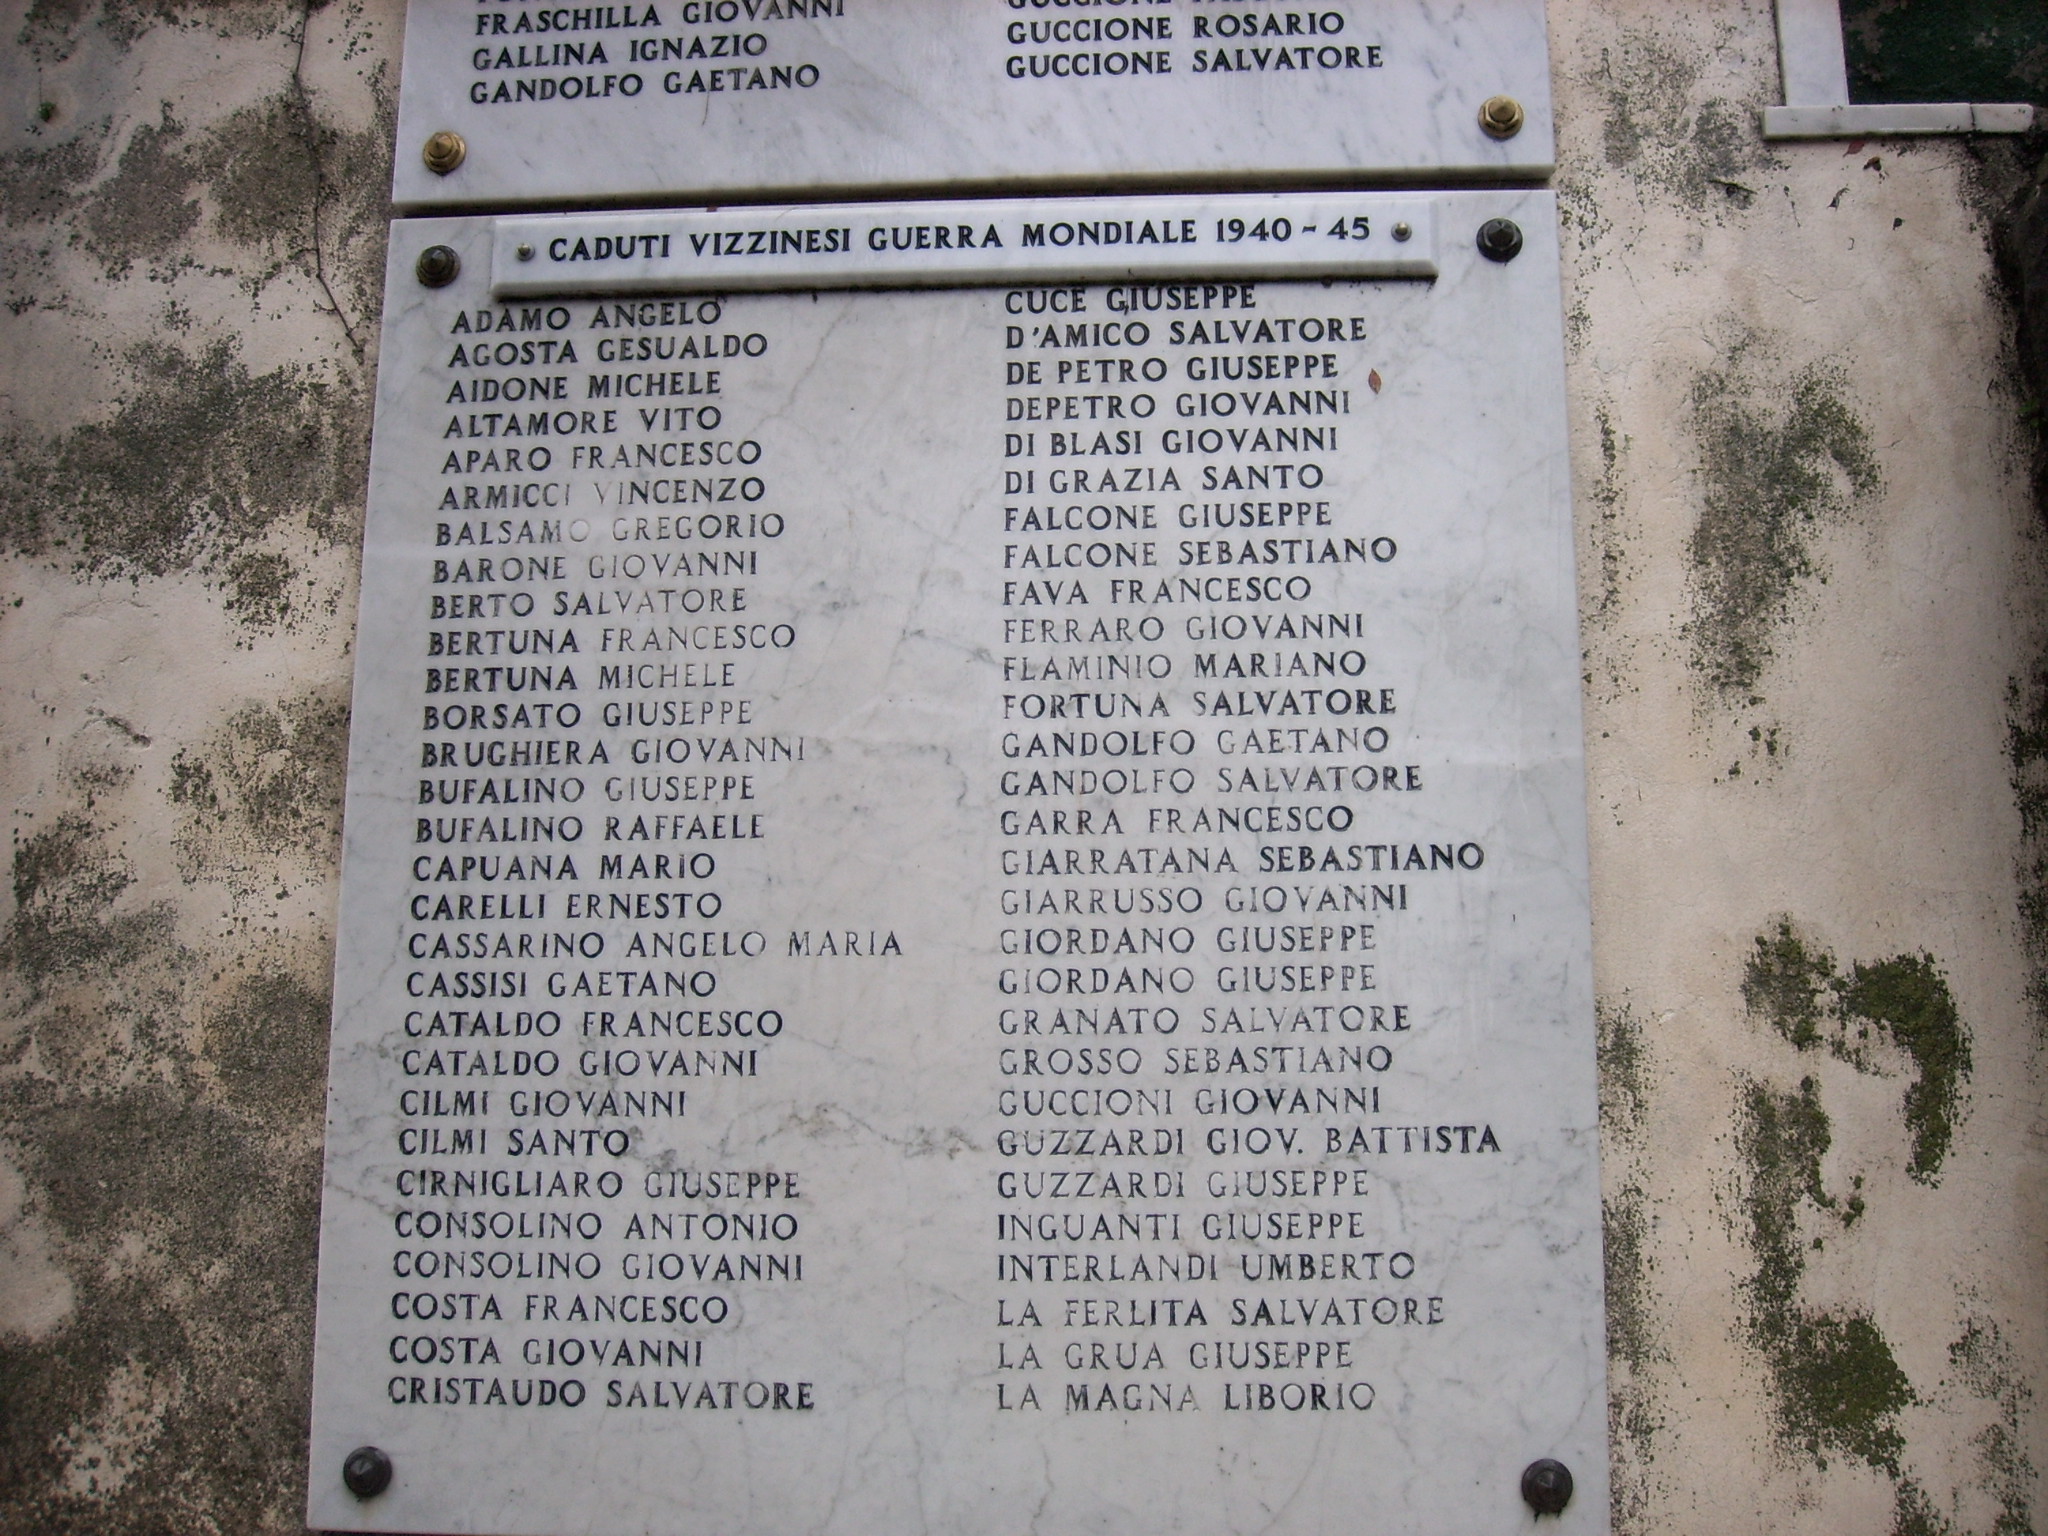 FRASCHILLA GIOVANNI
GALLINA IGNAZIO
GANDOLFO GAETANO
GUCCIONE
GUCCIONE ROSARIO
GUCCIONE SALVATORE
CADUTI VIZZINESI GUERRA MONDIALE 1940-45
ADAMO ANGELO
AGOSTA GESUALDO
AIDONE MICHELE
ALTAMORE VITO
APARO FRANCESCO
ARMICCI VINCENZO
BALSAMO GREGORIO
BARONE GIOVANNI
BERTO SALVATORE
BERTUNA FRANCESCO
BERTUNA MICHELE
BORSATO GIUSEPPE
BRUGHIERA GIOVANNI
BUFALINO GIUSEPPE
BUFALINO RAFFAELE
CAPUANA MARIO
CARELLI ERNESTO
CASSARINO ANGELO MARIA
CASSISI GAETANO
CATALDO FRANCESCO
CATALDO GIOVANNI
CILMI GIOVANNI
CILMI SANTO
CIRNIGLIARO GIUSEPPE
CONSOLINO ANTONIO
CONSOLINO GIOVANNI
COSTA FRANCESCO
COSTA GIOVANNI
CRISTAUDO SALVATORE
CUCE GIUSEPPE
D'AMICO SALVATORE
DE PETRO GIUSEPPE
DEPETRO GIOVANNI
DI BLASI GIOVANNI
DI GRAZIA SANTO
FALCONE GIUSEPPE
FALCONE SEBASTIANO
FAVA FRANCESCO
FERRARO GIOVANNI
FLAMINIO MARIANO
FORTUNA SALVATORE
GANDOLFO GAETANO
GANDOLFO SALVATORE
GARRA FRANCESCO
GIARRATANA SEBASTIANO
GIARRUSSO GIOVANNI
GIORDANO GIUSEPPE
GIORDANO GIUSEPPE
GRANATO SALVATORE
GROSSO SEBASTIANO
GUCCIONI GIOVANNI
GUZZARDI GIOV. BATTISTA
GUZZARDI GIUSEPPE
INGUANTI GIUSEPPE
INTERLANDI UMBERTO
LA FERLITA SALVATORE
LA GRUA GIUSEPPE
LA MAGNA LIBORIO